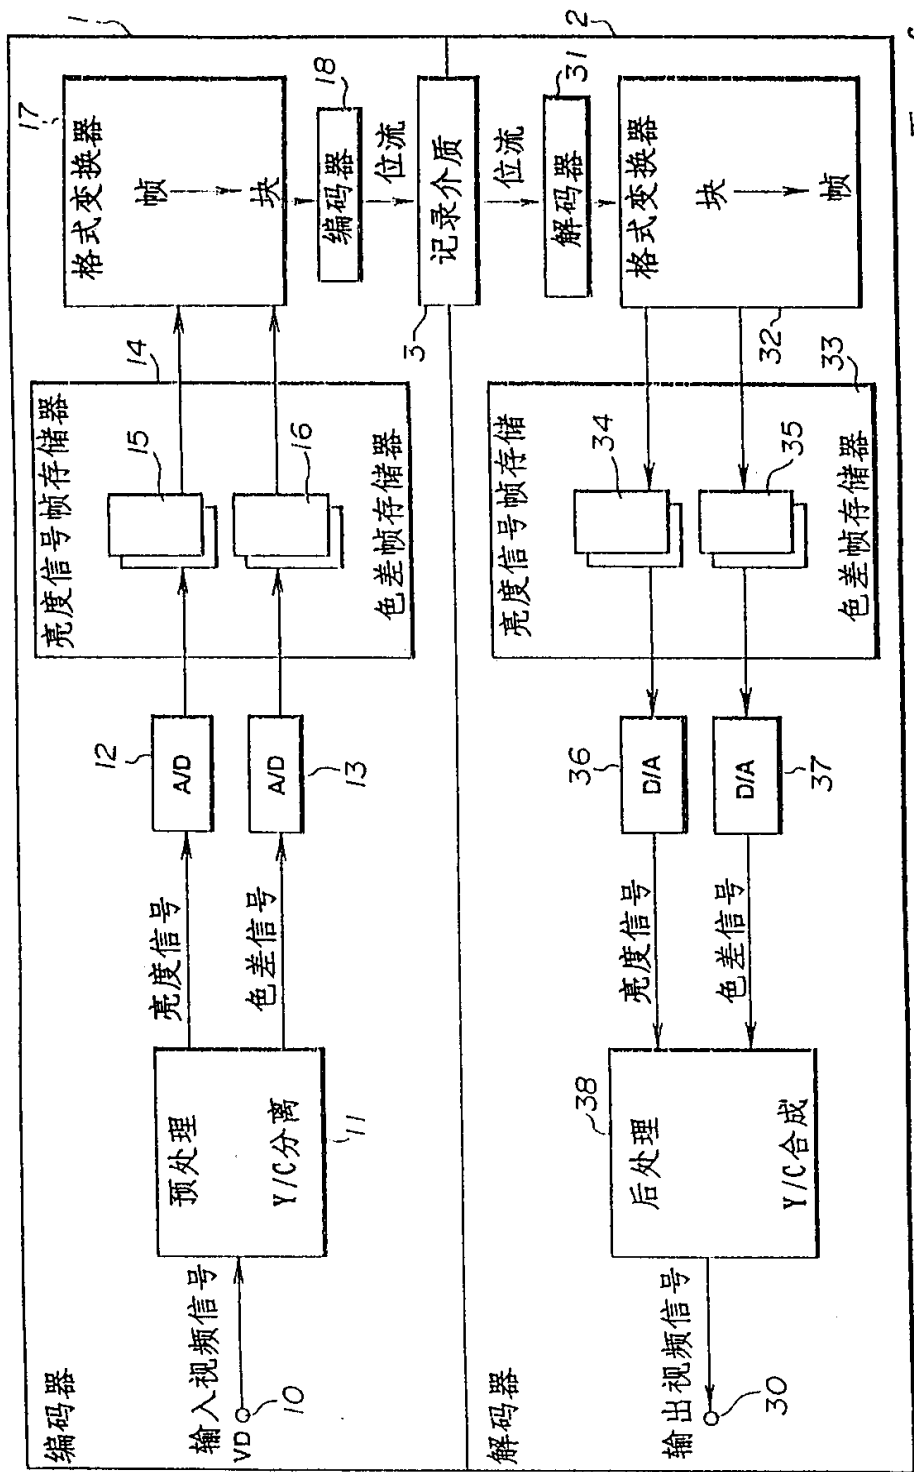 编码器
1
输入视频信号
VD
10
预处理
Y/C分离
11
亮度信号
色差信号
12
A/D
A/D
13
亮度信号帧存储器
14
15
16
色差帧存储器
17
格式变换器
帧
块
18
编码器
位流
3
记录介质
位流
31
解码器
2
解码器
格式变换器
块
帧
32
33
亮度信号帧存储
34
35
色差帧存储器
36
D/A
D/A
37
亮度信号
色差信号
38
后处理
Y/C合成
输出视频信号
30